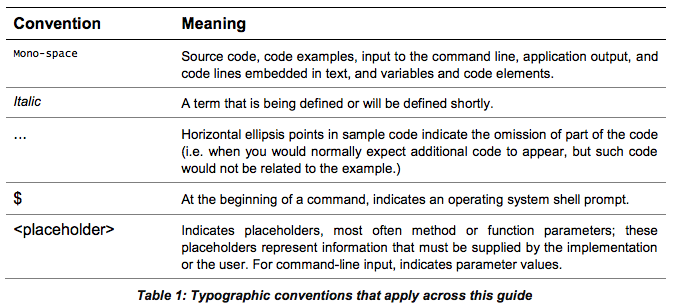 Convention Meaning
Mono-space Source code, code examples, input to the command line, application output, and
code lines embedded in text, and variables and code elements.
Italic A term that is being defined or will be defined shortly.
... Horizontal ellipsis points in sample code indicate the omission of part of the code
(i.e. when you would normally expect additional code to appear, but such code
would not be related to the example.)
$ At the beginning of a command, indicates an operating system shell prompt.
<placeholder> Indicates placeholders, most often method or function parameters; these
placeholders represent information that must be supplied by the implementation
or the user. For command-line input, indicates parameter values.
Table 1: Typographic conventions that apply across this guide